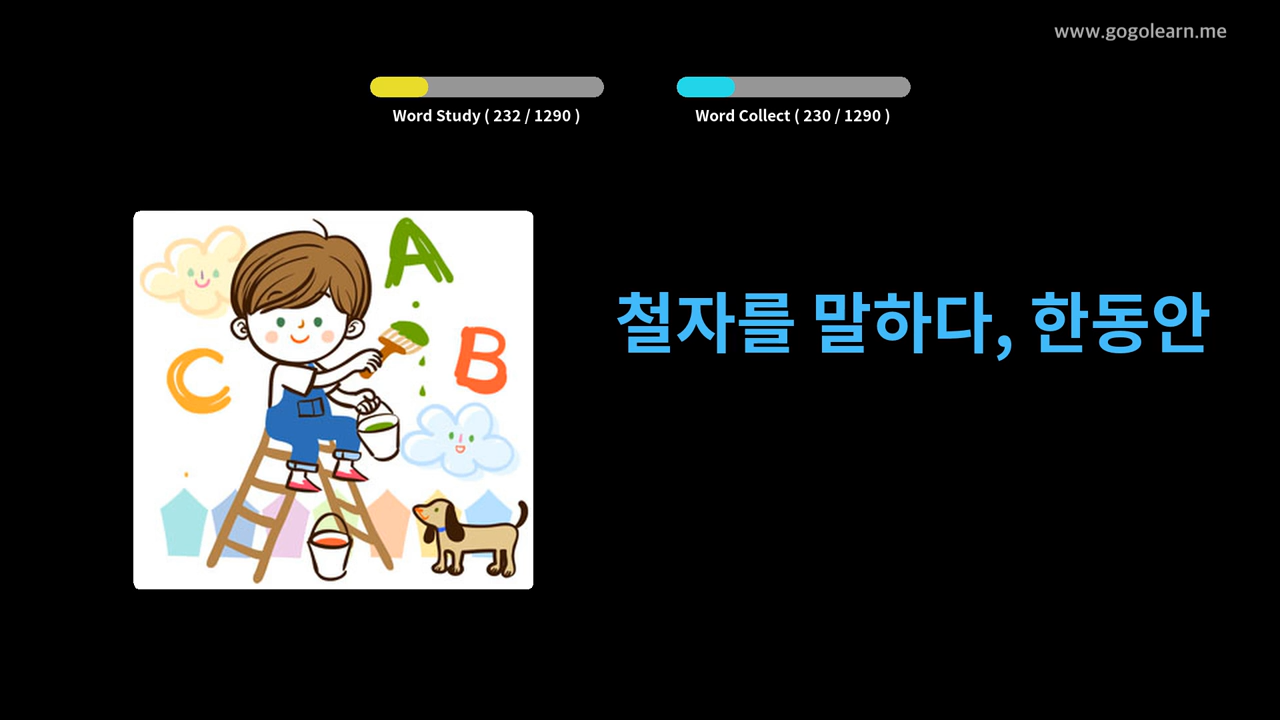 www.gogolearn.me
Word Study ( 232 / 1290 )
Word Collect ( 230 / 1290 )
A
B
C
철자를 말하다, 한동안